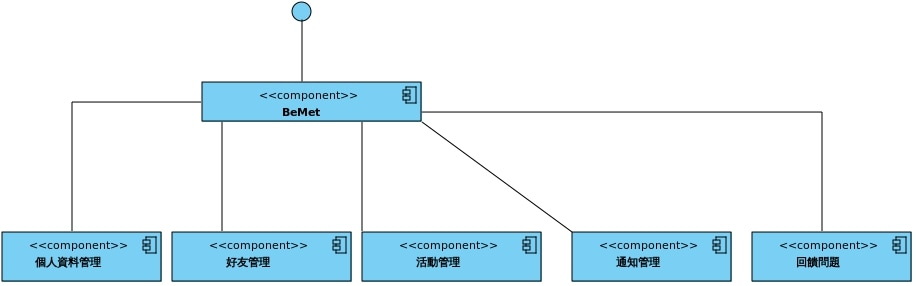 <<component>>
BeMet
<<component>>
個人資料管理
<<component>>
好友管理
<<component>>
活動管理
<<component>>
通知管理
<<component>>
回饋問題